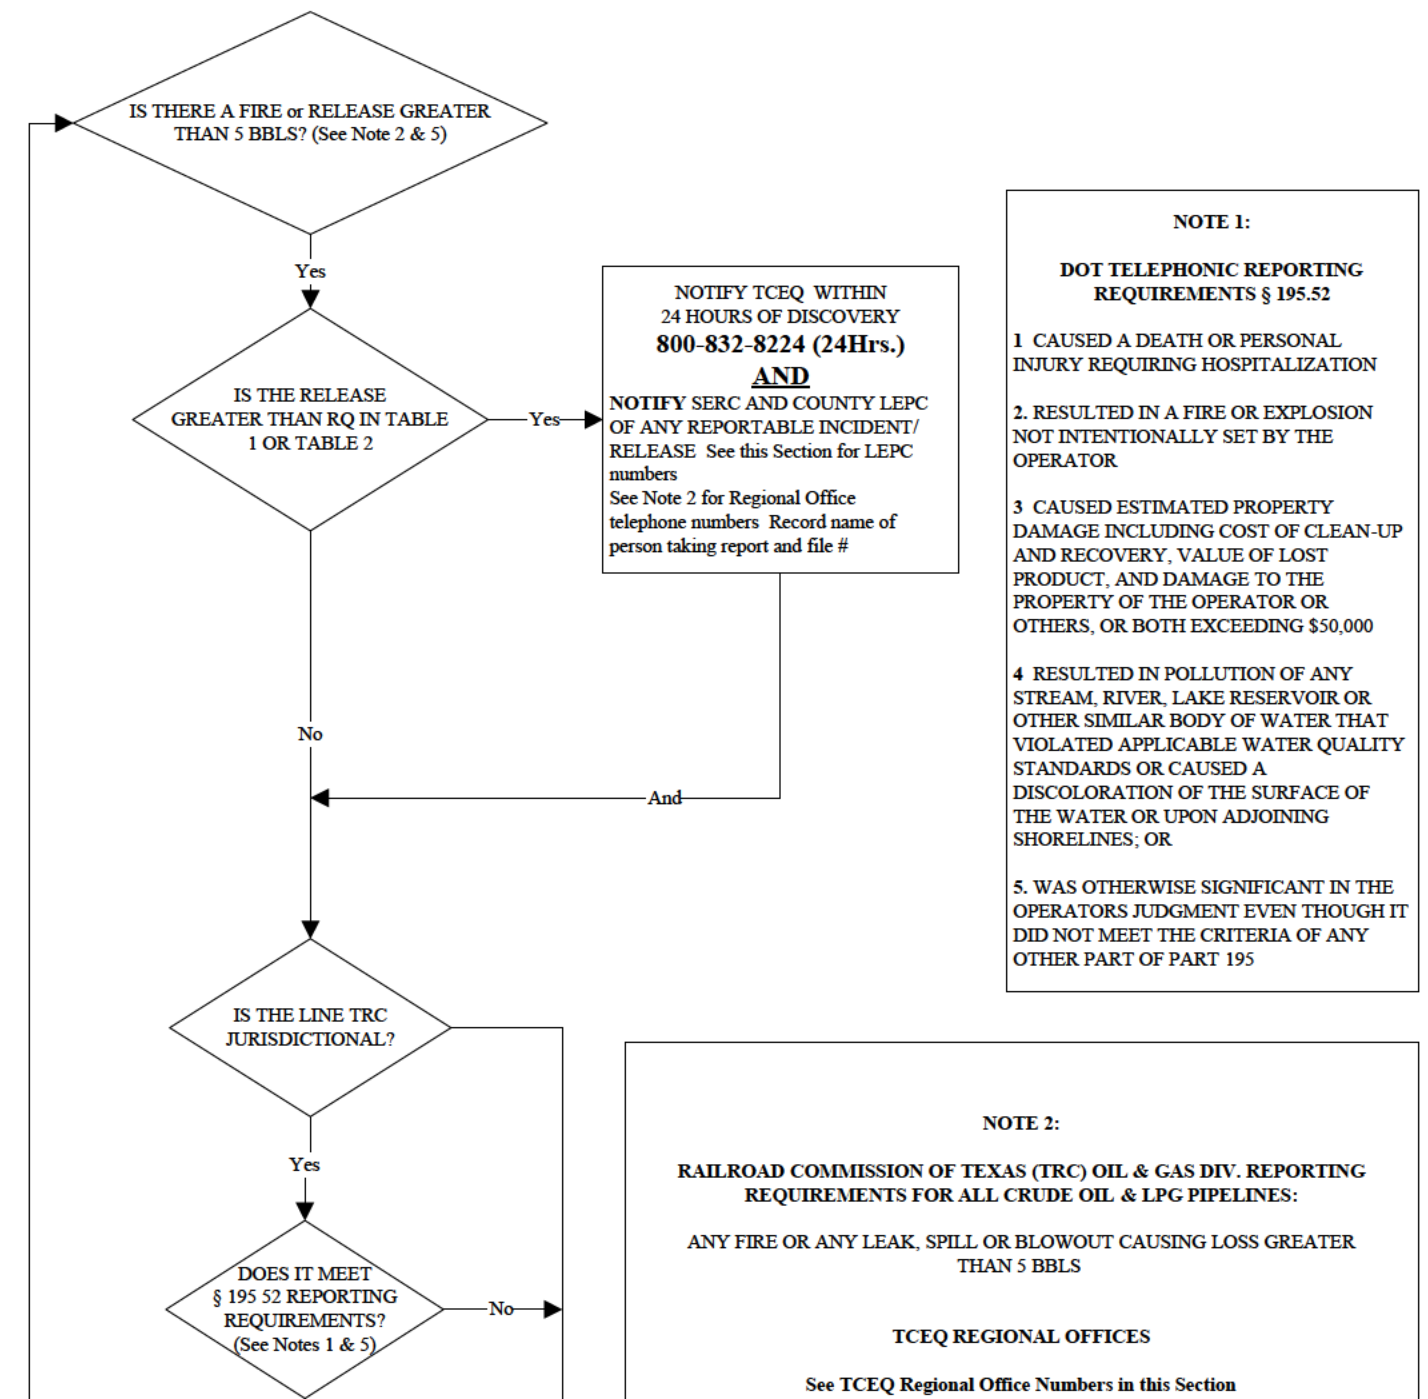 IS THERE A FIRE or RELEASE GREATER
THAN 5 BBLS? (See Note 2 & 5)
Yes
IS THE RELEASE
GREATER THAN RQ IN TABLE
1 OR TABLE 2
Yes
NOTIFY TCEQ WITHIN
24 HOURS OF DISCOVERY
800-832-8224 (24Hrs.)
AND
NOTIFY SERC AND COUNTY LEPC
OF ANY REPORTABLE INCIDENT/
RELEASE See this Section for LEPC
numbers
See Note 2 for Regional Office
telephone numbers Record name of
person taking report and file #
No
And
IS THE LINE TRC
JURISDICTIONAL?
Yes
DOES IT MEET
§ 195 52 REPORTING
REQUIREMENTS?
(See Notes 1 & 5)
No
NOTE 1:
DOT TELEPHONIC REPORTING
REQUIREMENTS § 195.52
1 CAUSED A DEATH OR PERSONAL
INJURY REQUIRING HOSPITALIZATION
2. RESULTED IN A FIRE OR EXPLOSION
NOT INTENTIONALLY SET BY THE
OPERATOR
3 CAUSED ESTIMATED PROPERTY
DAMAGE INCLUDING COST OF CLEAN-UP
AND RECOVERY, VALUE OF LOST
PRODUCT, AND DAMAGE TO THE
PROPERTY OF THE OPERATOR OR
OTHERS, OR BOTH EXCEEDING $50,000
4 RESULTED IN POLLUTION OF ANY
STREAM, RIVER, LAKE RESERVOIR OR
OTHER SIMILAR BODY OF WATER THAT
VIOLATED APPLICABLE WATER QUALITY
STANDARDS OR CAUSED A
DISCOLORATION OF THE SURFACE OF
THE WATER OR UPON ADJOINING
SHORELINES; OR
5. WAS OTHERWISE SIGNIFICANT IN THE
OPERATORS JUDGMENT EVEN THOUGH IT
DID NOT MEET THE CRITERIA OF ANY
OTHER PART OF PART 195
NOTE 2:
RAILROAD COMMISSION OF TEXAS (TRC) OIL & GAS DIV. REPORTING
REQUIREMENTS FOR ALL CRUDE OIL & LPG PIPELINES:
ANY FIRE OR ANY LEAK, SPILL OR BLOWOUT CAUSING LOSS GREATER
THAN 5 BBLS
TCEQ REGIONAL OFFICES
See TCEQ Regional Office Numbers in this Section